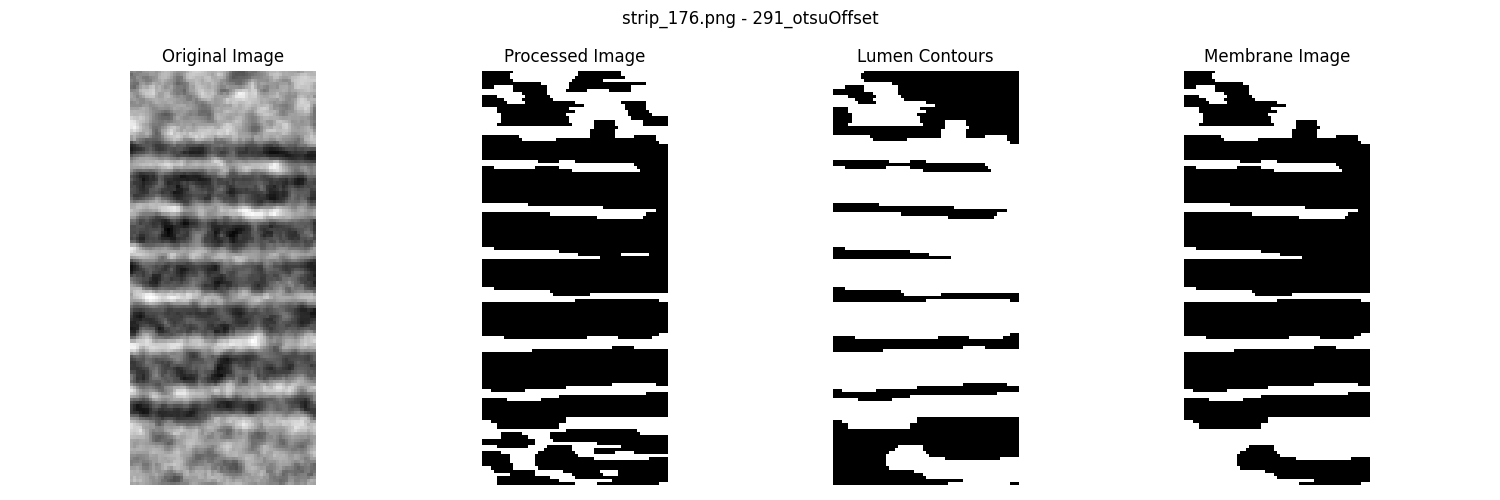 strip_176.png - 291_otsuOffset
Original Image
Processed Image
Lumen Contours
Membrane Image